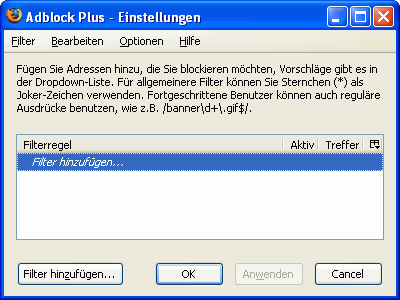 Adblock Plus - Einstellungen
Filter Bearbeiten Optionen Hilfe
Fügen Sie Adressen hinzu, die Sie blockieren möchten, Vorschläge gibt es in
der Dropdown-Liste. Für allgemeinere Filter können Sie Sternchen (*) als
Joker-Zeichen verwenden. Fortgeschrittene Benutzer können auch reguläre
Ausdrücke benutzen, wie z.B. /banner\d+\.gif$/.
Filterregel Aktiv Treffer
Filter hinzufügen...
Filter hinzufügen... OK Anwenden Cancel